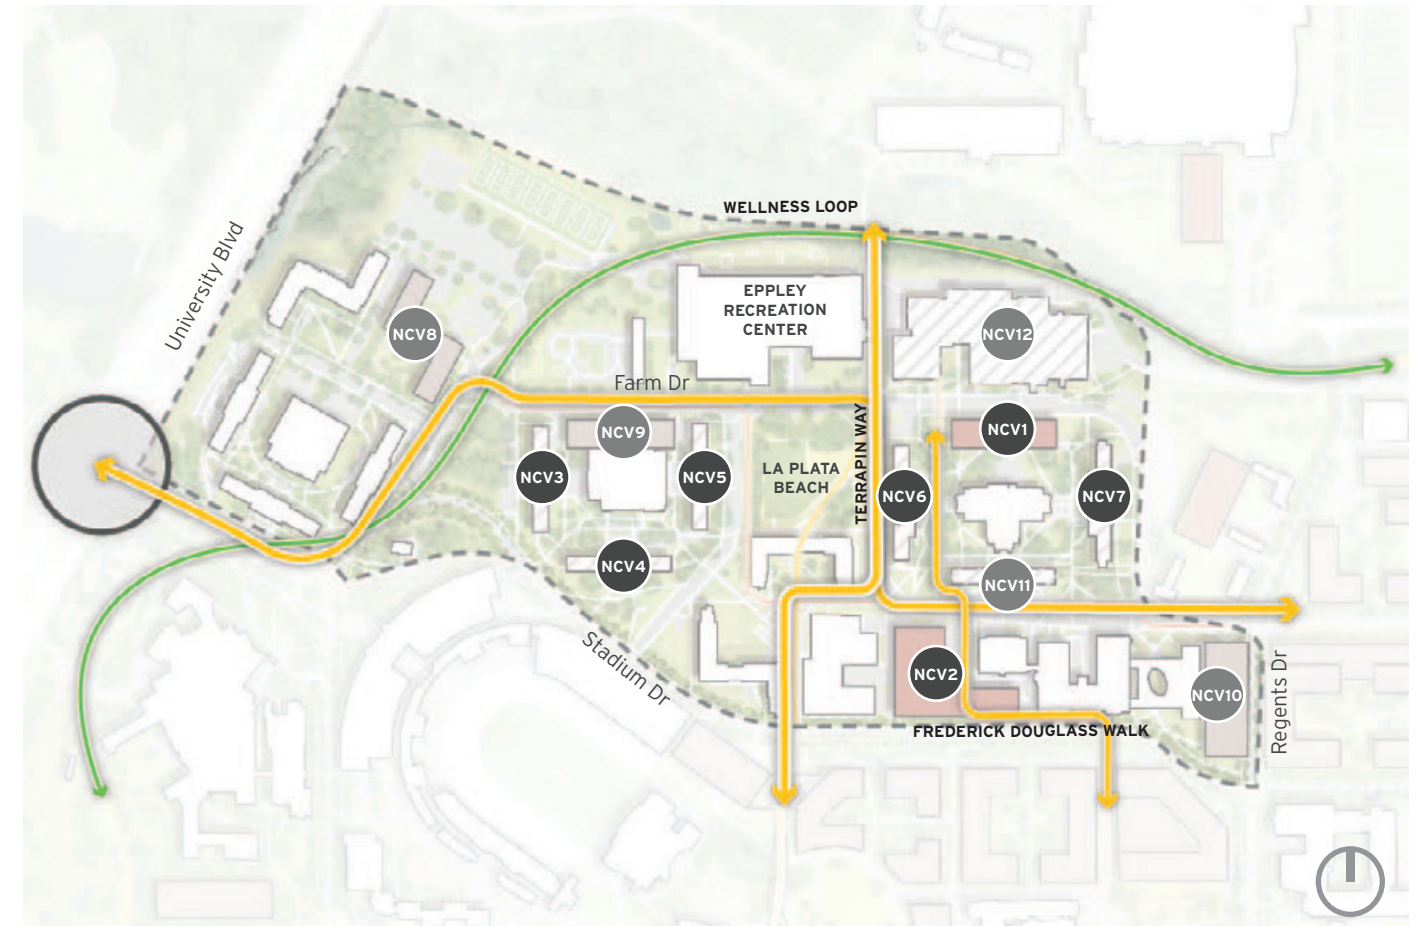 WELLNESS LOOP
University Blvd
EPPLEY
RECREATION
CENTER
NCV8
NCV12
Farm Dr
NCV9
NCV1
TERRAPIN WAY
LA PLATA
BEACH
NCV3
NCV5
NCV6
NCV7
NCV4
NCV11
Stadium Dr
NCV2
NCV10
Regents Dr
FREDERICK DOUGLASS WALK